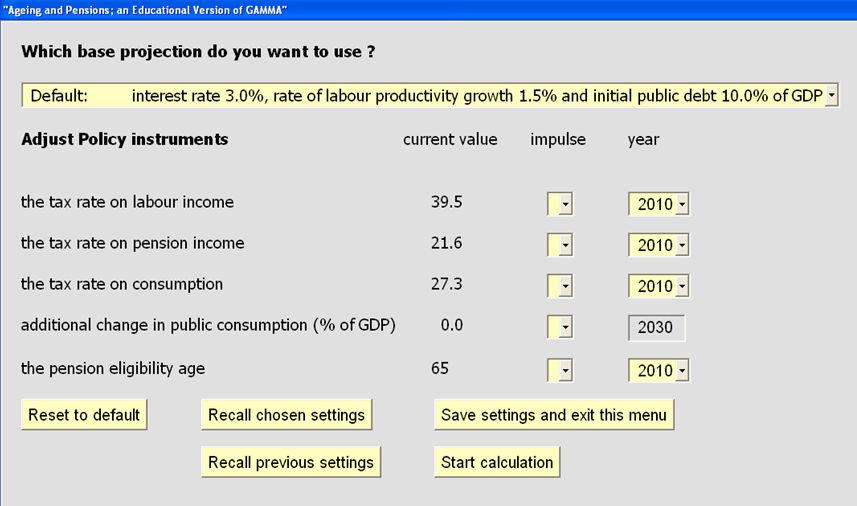 "Ageing and Pensions; an Educational Version of GAMMA"
Which base projection do you want to use ?
Default: interest rate 3.0%, rate of labour productivity growth 1.5% and initial public debt 10.0% of GDP
Adjust Policy instruments current value impulse year
the tax rate on labour income 39.5 2010
the tax rate on pension income 21.6 2010
the tax rate on consumption 27.3 2010
additional change in public consumption (% of GDP) 0.0 2030
the pension eligibility age 65 2010
Reset to default Recall chosen settings Save settings and exit this menu
Recall previous settings Start calculation